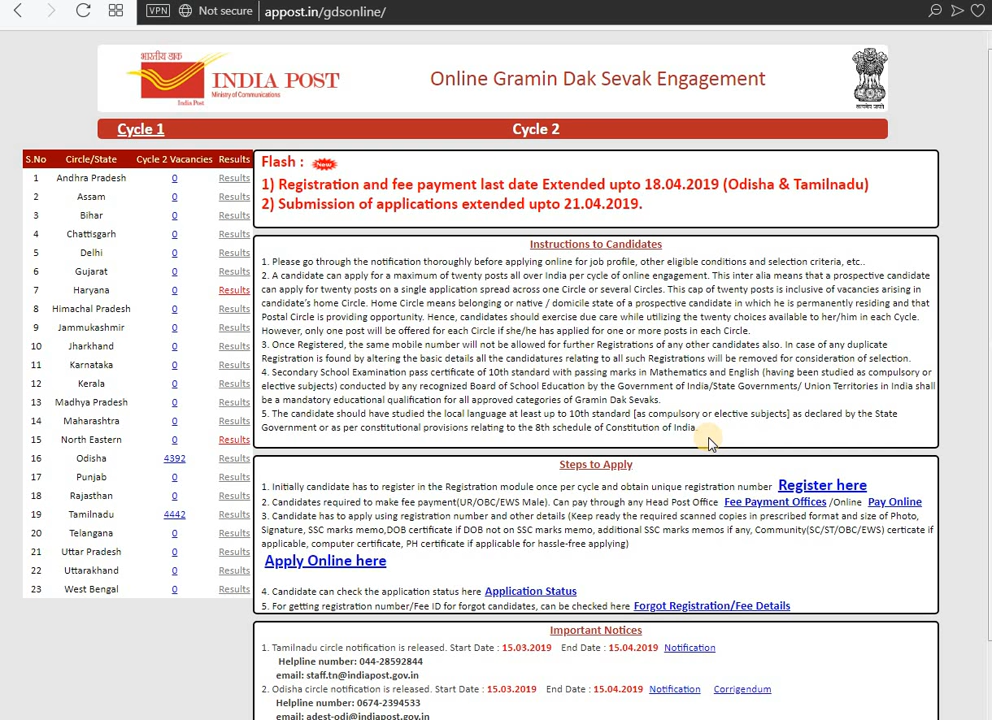 VPN Not secure appost.in/gdsonline/
भारतीय डाक
India Post
INDIA POST
Ministry of Communications
Online Gramin Dak Sevak Engagement
सत्यमेव जयते
Cycle 1 Cycle 2
S.No Circle/State Cycle 2 Vacancies Results
1 Andhra Pradesh 0 Results
2 Assam 0 Results
3 Bihar 0 Results
4 Chattisgarh 0 Results
5 Delhi 0 Results
6 Gujarat 0 Results
7 Haryana 0 Results
8 Himachal Pradesh 0 Results
9 Jammukashmir 0 Results
10 Jharkhand 0 Results
11 Karnataka 0 Results
12 Kerala 0 Results
13 Madhya Pradesh 0 Results
14 Maharashtra 0 Results
15 North Eastern 0 Results
16 Odisha 4392 Results
17 Punjab 0 Results
18 Rajasthan 0 Results
19 Tamilnadu 4442 Results
20 Telangana 0 Results
21 Uttar Pradesh 0 Results
22 Uttarakhand 0 Results
23 West Bengal 0 Results
Flash : New
1) Registration and fee payment last date Extended upto 18.04.2019 (Odisha & Tamilnadu)
2) Submission of applications extended upto 21.04.2019.
Instructions to Candidates
1. Please go through the notification thoroughly before applying online for job profile, other eligible conditions and selection criteria, etc..
2. A candidate can apply for a maximum of twenty posts all over India per cycle of online engagement. This inter alia means that a prospective candidate
can apply for twenty posts on a single application spread across one Circle or several Circles. This cap of twenty posts is inclusive of vacancies arising in
candidate's home Circle. Home Circle means belonging or native / domicile state of a prospective candidate in which he is permanently residing and that
Postal Circle is providing opportunity. Hence, candidates should exercise due care while utilizing the twenty choices available to her/him in each Cycle.
However, only one post will be offered for each Circle if she/he has applied for one or more posts in each Circle.
3. Once Registered, the same mobile number will not be allowed for further Registrations of any other candidates also. In case of any duplicate
Registration is found by altering the basic details all the candidatures relating to all such Registrations will be removed for consideration of selection.
4. Secondary School Examination pass certificate of 10th standard with passing marks in Mathematics and English (having been studied as compulsory or
elective subjects) conducted by any recognized Board of School Education by the Government of India/State Governments/ Union Territories in India shall
be a mandatory educational qualification for all approved categories of Gramin Dak Sevaks.
5. The candidate should have studied the local language at least up to 10th standard [as compulsory or elective subjects] as declared by the State
Government or as per constitutional provisions relating to the 8th schedule of Constitution of India.
Steps to Apply
1. Initially candidate has to register in the Registration module once per cycle and obtain unique registration number Register here
2. Candidates required to make fee payment(UR/OBC/EWS Male). Can pay through any Head Post Office Fee Payment Offices /Online Pay Online
3. Candidate has to apply using registration number and other details (Keep ready the required scanned copies in prescribed format and size of Photo,
Signature, SSC marks memo,DOB certificate if DOB not on SSC marks memo, additional SSC marks memos if any, Community(SC/ST/OBC/EWS) certicate if
applicable, computer certificate, PH certificate if applicable for hassle-free applying)
Apply Online here
4. Candidate can check the application status here Application Status
5. For getting registration number/Fee ID for forgot candidates, can be checked here Forgot Registration/Fee Details
Important Notices
1. Tamilnadu circle notification is released. Start Date : 15.03.2019 End Date : 15.04.2019 Notification
Helpline number: 044-28592844
email: staff.tn@indiapost.gov.in
2. Odisha circle notification is released. Start Date : 15.03.2019 End Date : 15.04.2019 Notification Corrigendum
Helpline number: 0674-2394533
email: adest-odi@indiapost.gov.in